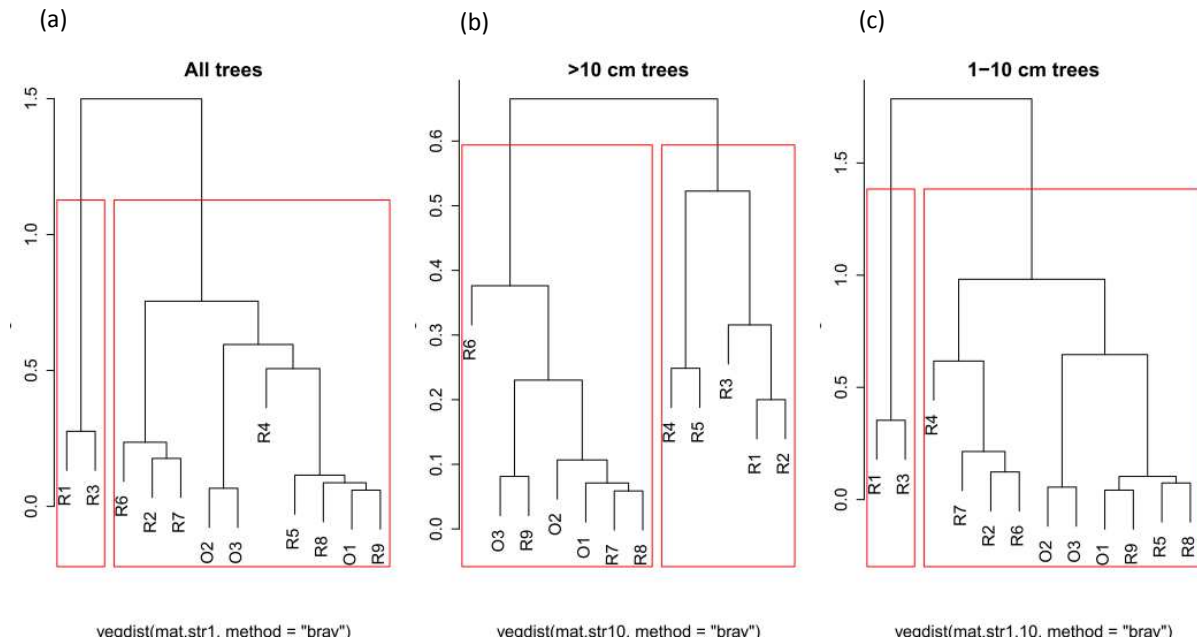 (a)
(b)
(c)
All trees
>10 cm trees
1−10 cm trees
1.5
1.0
0.5
0.0
R1
R3
R6
R2
R7
O2
O3
R4
R5
R8
O1
R9
0.6
0.5
0.4
0.3
0.2
0.1
0.0
R6
O3
R9
O2
O1
R7
R8
R4
R5
R3
R1
R2
1.5
1.0
0.5
0.0
R1
R3
R4
R7
R2
R6
O2
O3
O1
R9
R5
R8
vegdist(mat.str1, method = "bray")
vegdist(mat.str10, method = "bray")
vegdist(mat.str1.10, method = "bray")